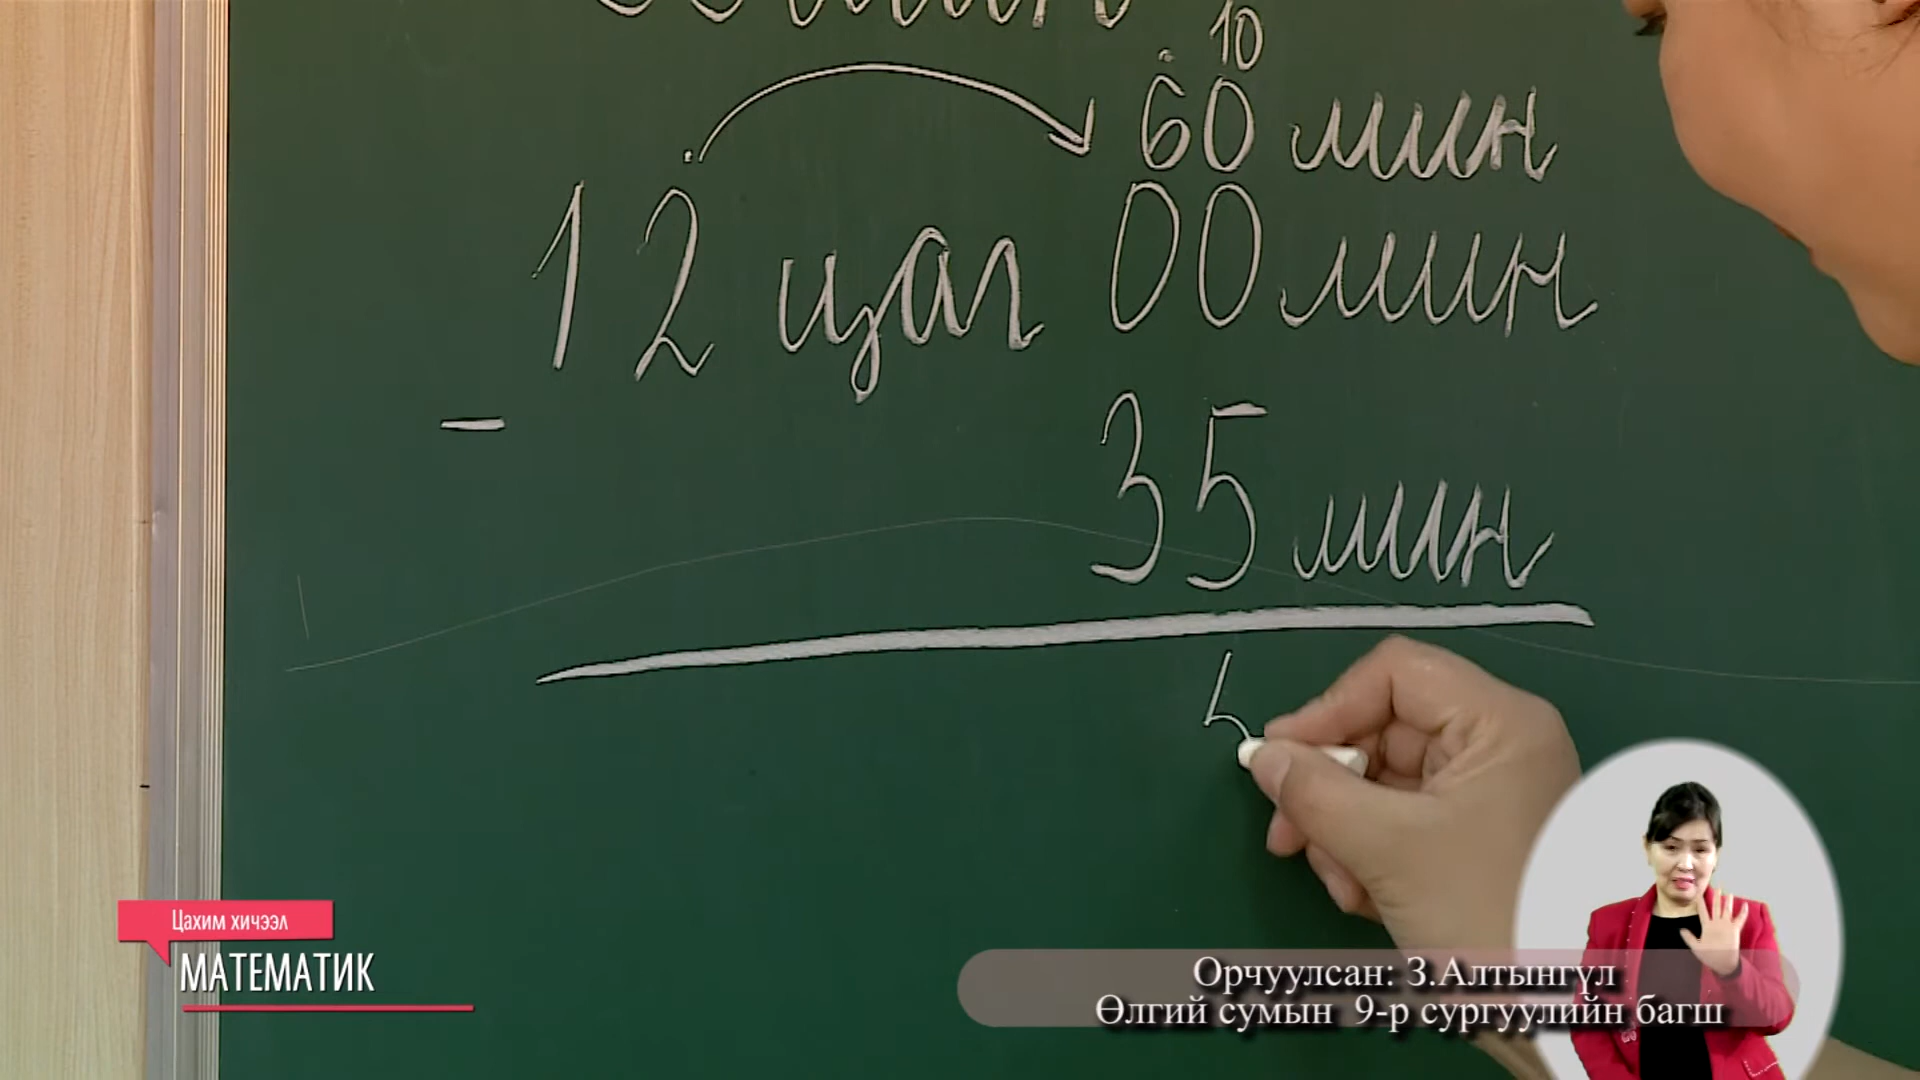 10
60 мин
12 цаг 00 мин
-
35 мин
5
Цахим хичээл
МАТЕМАТИК
Орчуулсан: З.Алтынгүл
Өлгий сумын 9-р сургуулийн багш